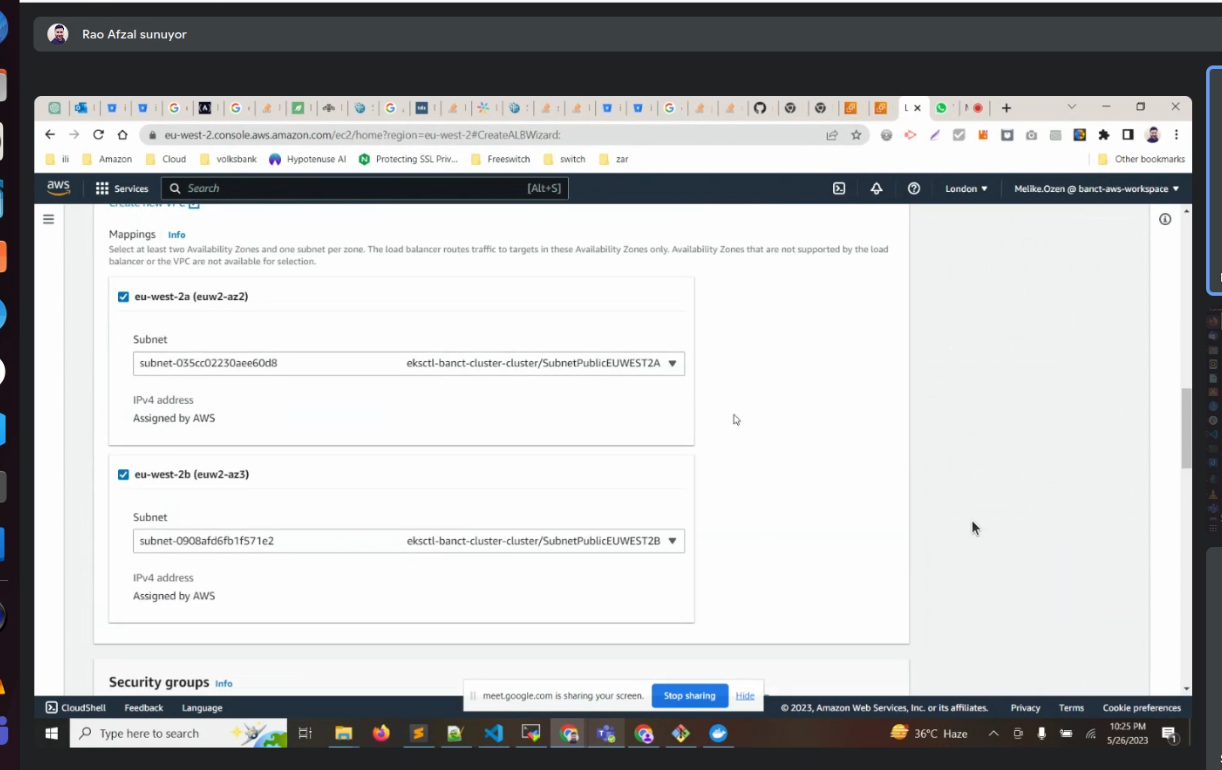 Rao Afzal sunuyor
L
eu-west-2.console.aws.amazon.com/ec2/home?region=eu-west-2#CreateALBWizard:
ili Amazon Cloud volksbank Hypotenuse AI Protecting SSL Priv... Freeswitch switch zar Other bookmarks
aws Services Search [Alt+S] London Melike.Ozen @ banct-aws-workspace
Create new VPC
Mappings Info
Select at least two Availability Zones and one subnet per zone. The load balancer routes traffic to targets in these Availability Zones only. Availability Zones that are not supported by the load
balancer or the VPC are not available for selection.
eu-west-2a (euw2-az2)
Subnet
subnet-035cc02230aee60d8 eksctl-banct-cluster-cluster/SubnetPublicEUWEST2A
IPv4 address
Assigned by AWS
eu-west-2b (euw2-az3)
Subnet
subnet-0908afd6fb1f571e2 eksctl-banct-cluster-cluster/SubnetPublicEUWEST2B
IPv4 address
Assigned by AWS
Security groups Info
meet.google.com is sharing your screen. Stop sharing Hide
CloudShell Feedback Language © 2023, Amazon Web Services, Inc. or its affiliates. Privacy Terms Cookie preferences
Type here to search 36°C Haze 10:25 PM
5/26/2023